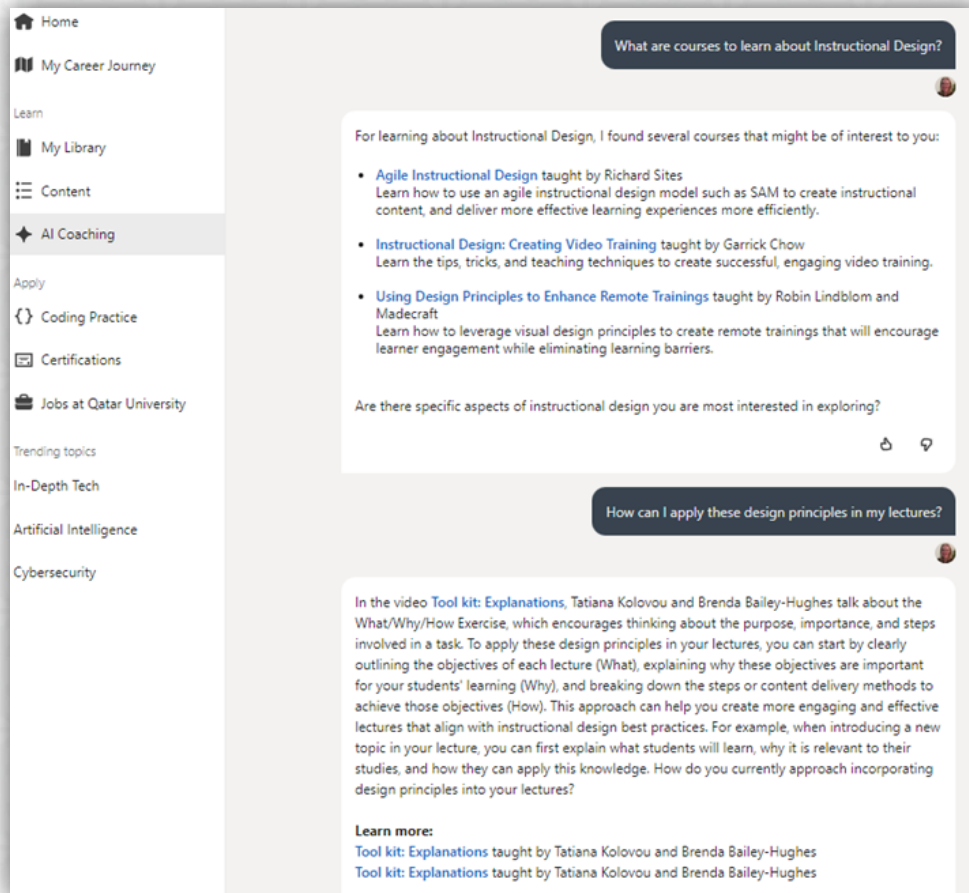 Home
My Career Journey
Learn
My Library
Content
AI Coaching
Apply
Coding Practice
Certifications
Jobs at Qatar University
Trending topics
In-Depth Tech
Artificial Intelligence
Cybersecurity
What are courses to learn about Instructional Design?
For learning about Instructional Design, I found several courses that might be of interest to you:
• Agile Instructional Design taught by Richard Sites
Learn how to use an agile instructional design model such as SAM to create instructional
content, and deliver more effective learning experiences more efficiently.
• Instructional Design: Creating Video Training taught by Garrick Chow
Learn the tips, tricks, and teaching techniques to create successful, engaging video training.
• Using Design Principles to Enhance Remote Trainings taught by Robin Lindblom and
Madecraft
Learn how to leverage visual design principles to create remote trainings that will encourage
learner engagement while eliminating learning barriers.
Are there specific aspects of instructional design you are most interested in exploring?
How can I apply these design principles in my lectures?
In the video Tool kit: Explanations, Tatiana Kolovou and Brenda Bailey-Hughes talk about the
What/Why/How Exercise, which encourages thinking about the purpose, importance, and steps
involved in a task. To apply these design principles in your lectures, you can start by clearly
outlining the objectives of each lecture (What), explaining why these objectives are important
for your students' learning (Why), and breaking down the steps or content delivery methods to
achieve those objectives (How). This approach can help you create more engaging and effective
lectures that align with instructional design best practices. For example, when introducing a new
topic in your lecture, you can first explain what students will learn, why it is relevant to their
studies, and how they can apply this knowledge. How do you currently approach incorporating
design principles into your lectures?
Learn more:
Tool kit: Explanations taught by Tatiana Kolovou and Brenda Bailey-Hughes
Tool kit: Explanations taught by Tatiana Kolovou and Brenda Bailey-Hughes